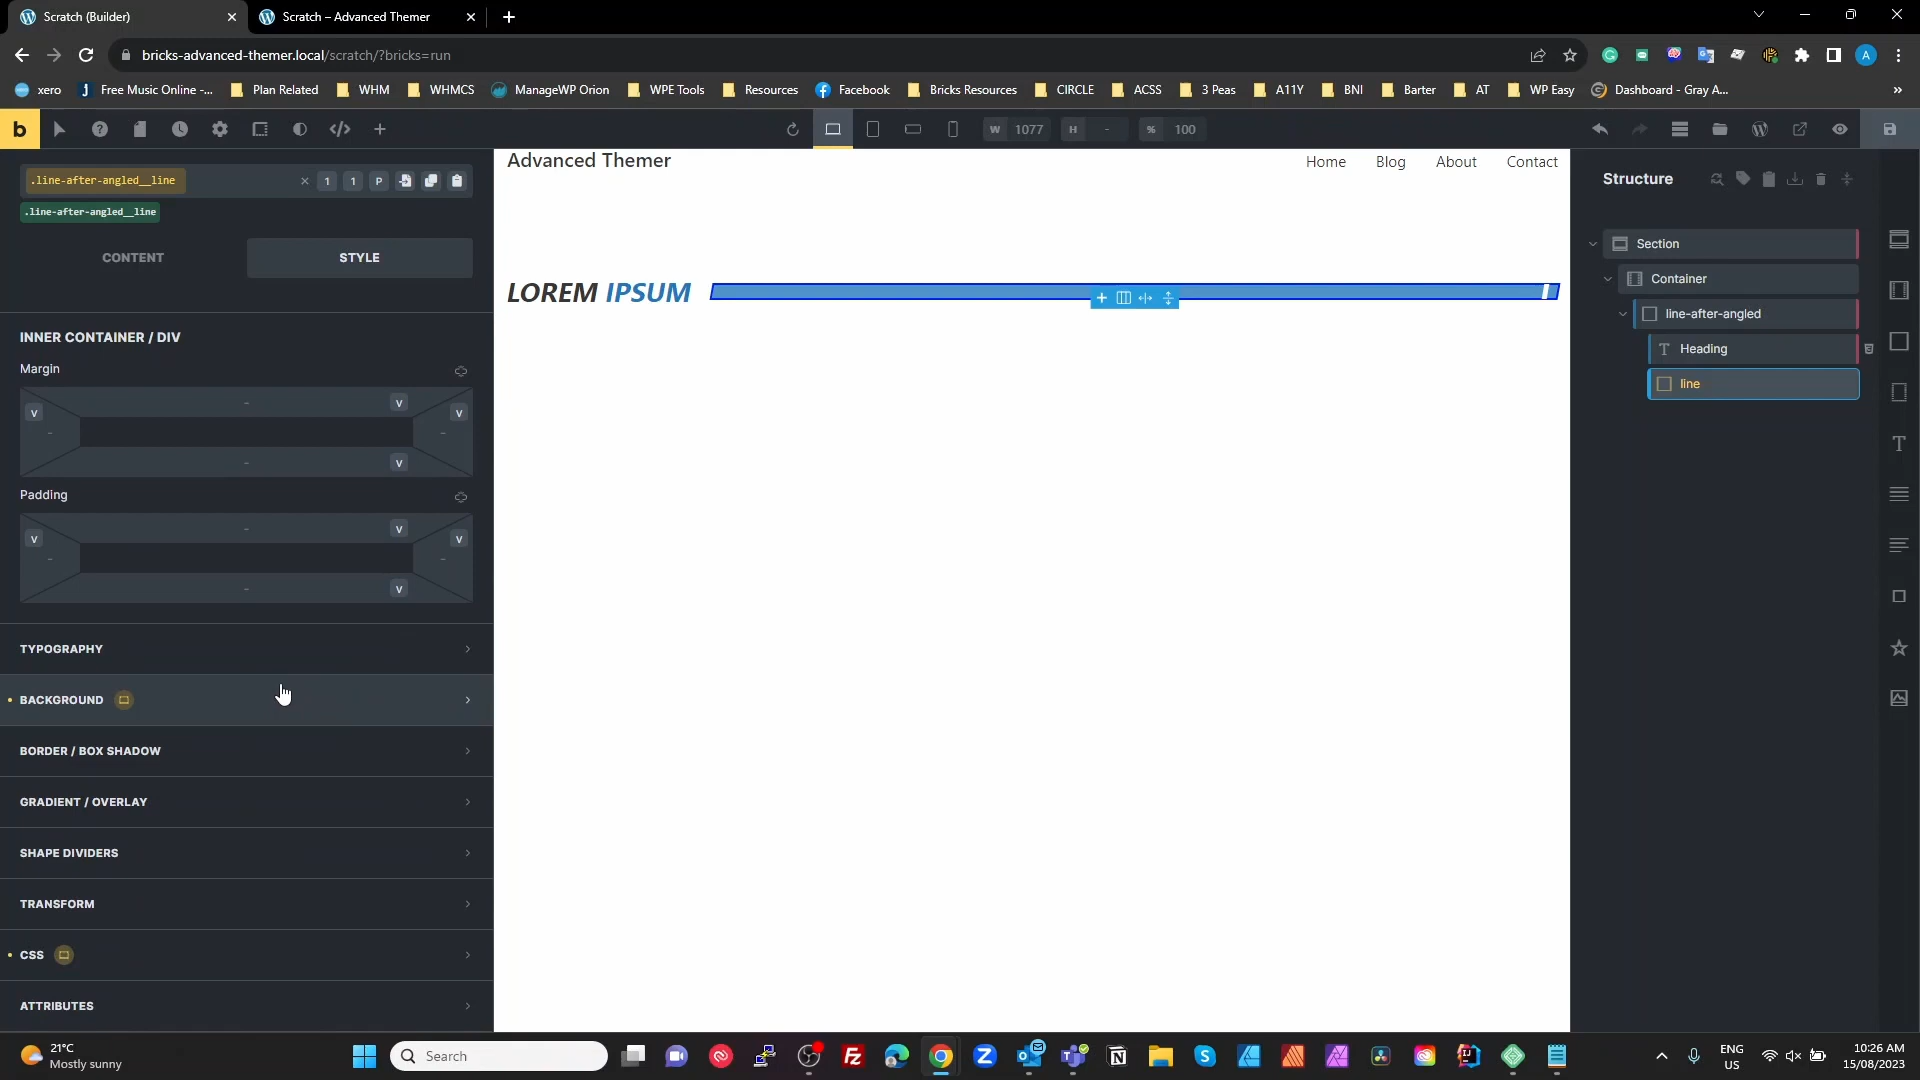 Scratch (Builder)
Scratch – Advanced Themer
bricks-advanced-themer.local/scratch/?bricks=run
xero
Free Music Online -...
Plan Related
WHM
WHMCS
ManageWP Orion
WPE Tools
Resources
Facebook
Bricks Resources
CIRCLE
ACSS
3 Peas
A11Y
BNI
Barter
AT
WP Easy
Dashboard - Gray A...
b
W 1077 H - % 100
.line-after-angled__line
1 1 P
.line-after-angled__line
CONTENT
STYLE
INNER CONTAINER / DIV
Margin
Padding
TYPOGRAPHY
BACKGROUND
BORDER / BOX SHADOW
GRADIENT / OVERLAY
SHAPE DIVIDERS
TRANSFORM
CSS
ATTRIBUTES
Advanced Themer
Home
Blog
About
Contact
LOREM IPSUM
Structure
Section
Container
line-after-angled
Heading
line
21°C
Mostly sunny
Search
ENG
US
10:26 AM
15/08/2023